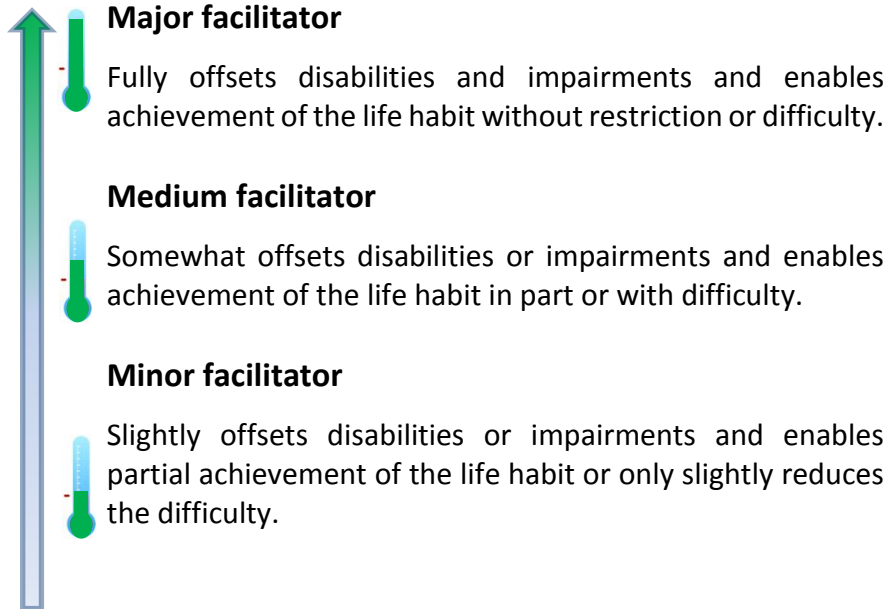 Major facilitator
Fully offsets disabilities and impairments and enables
achievement of the life habit without restriction or difficulty.
Medium facilitator
Somewhat offsets disabilities or impairments and enables
achievement of the life habit in part or with difficulty.
Minor facilitator
Slightly offsets disabilities or impairments and enables
partial achievement of the life habit or only slightly reduces
the difficulty.